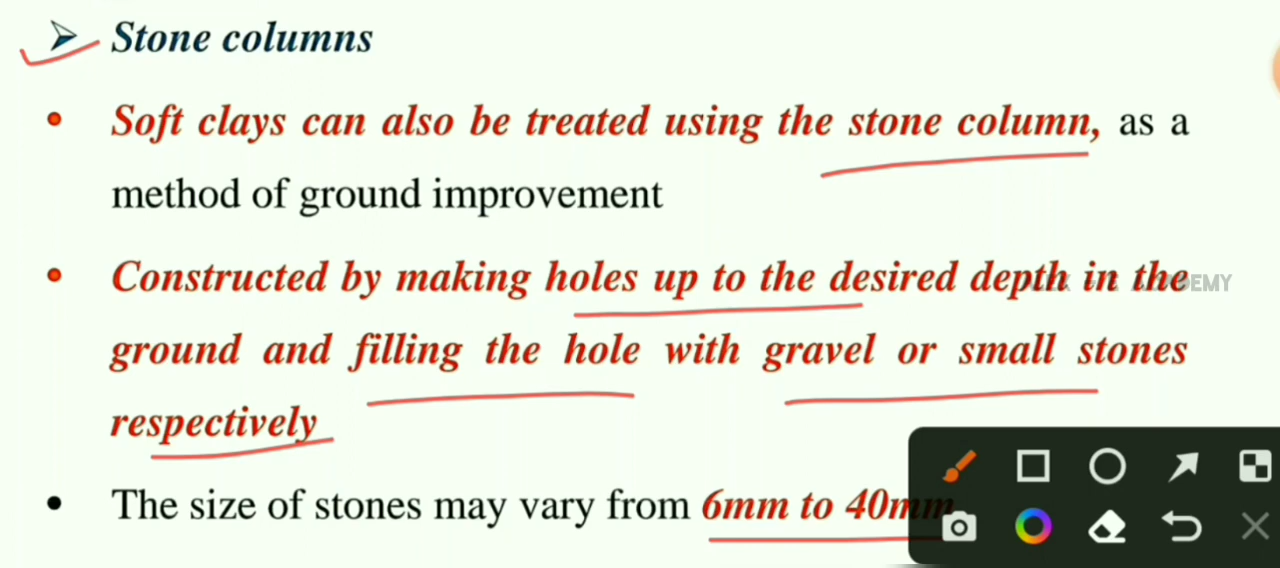 Stone columns
Soft clays can also be treated using the stone column, as a
method of ground improvement
Constructed by making holes up to the desired depth in the
ground and filling the hole with gravel or small stones
respectively
The size of stones may vary from 6mm to 40mm